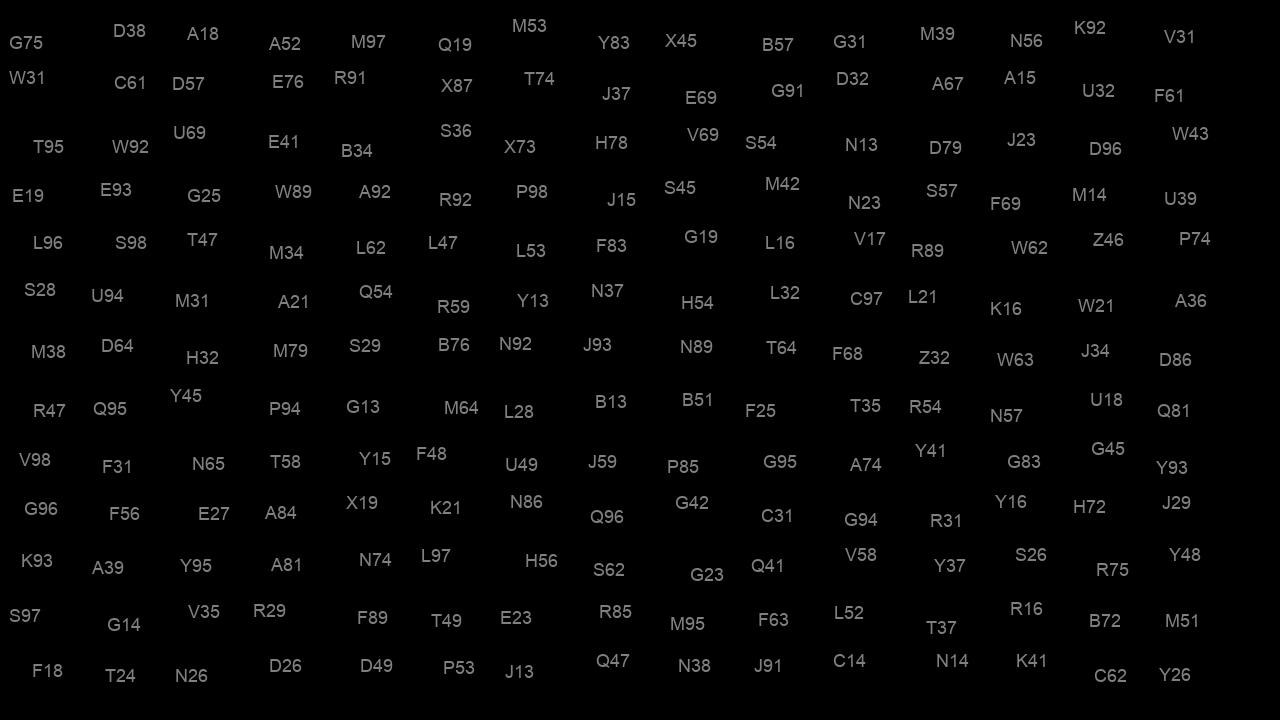 G75 D38 A18 A52 M97 Q19 M53 Y83 X45 B57 G31 M39 N56 K92 V31
W31 C61 D57 E76 R91 X87 T74 J37 E69 G91 D32 A67 A15 U32 F61
T95 W92 U69 E41 B34 S36 X73 H78 V69 S54 N13 D79 J23 D96 W43
E19 E93 G25 W89 A92 R92 P98 J15 S45 M42 N23 S57 F69 M14 U39
L96 S98 T47 M34 L62 L47 L53 F83 G19 L16 V17 R89 W62 Z46 P74
S28 U94 M31 A21 Q54 R59 Y13 N37 H54 L32 C97 L21 K16 W21 A36
M38 D64 H32 M79 S29 B76 N92 J93 N89 T64 F68 Z32 W63 J34 D86
R47 Q95 Y45 P94 G13 M64 L28 B13 B51 F25 T35 R54 N57 U18 Q81
V98 F31 N65 T58 Y15 F48 U49 J59 P85 G95 A74 Y41 G83 G45 Y93
G96 F56 E27 A84 X19 K21 N86 Q96 G42 C31 G94 R31 Y16 H72 J29
K93 A39 Y95 A81 N74 L97 H56 S62 G23 Q41 V58 Y37 S26 R75 Y48
S97 G14 V35 R29 F89 T49 E23 R85 M95 F63 L52 T37 R16 B72 M51
F18 T24 N26 D26 D49 P53 J13 Q47 N38 J91 C14 N14 K41 C62 Y26